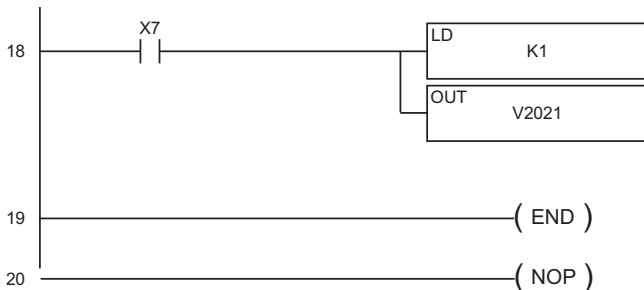 X7
18
LD
K1
OUT
V2021
19
( END )
20
( NOP )